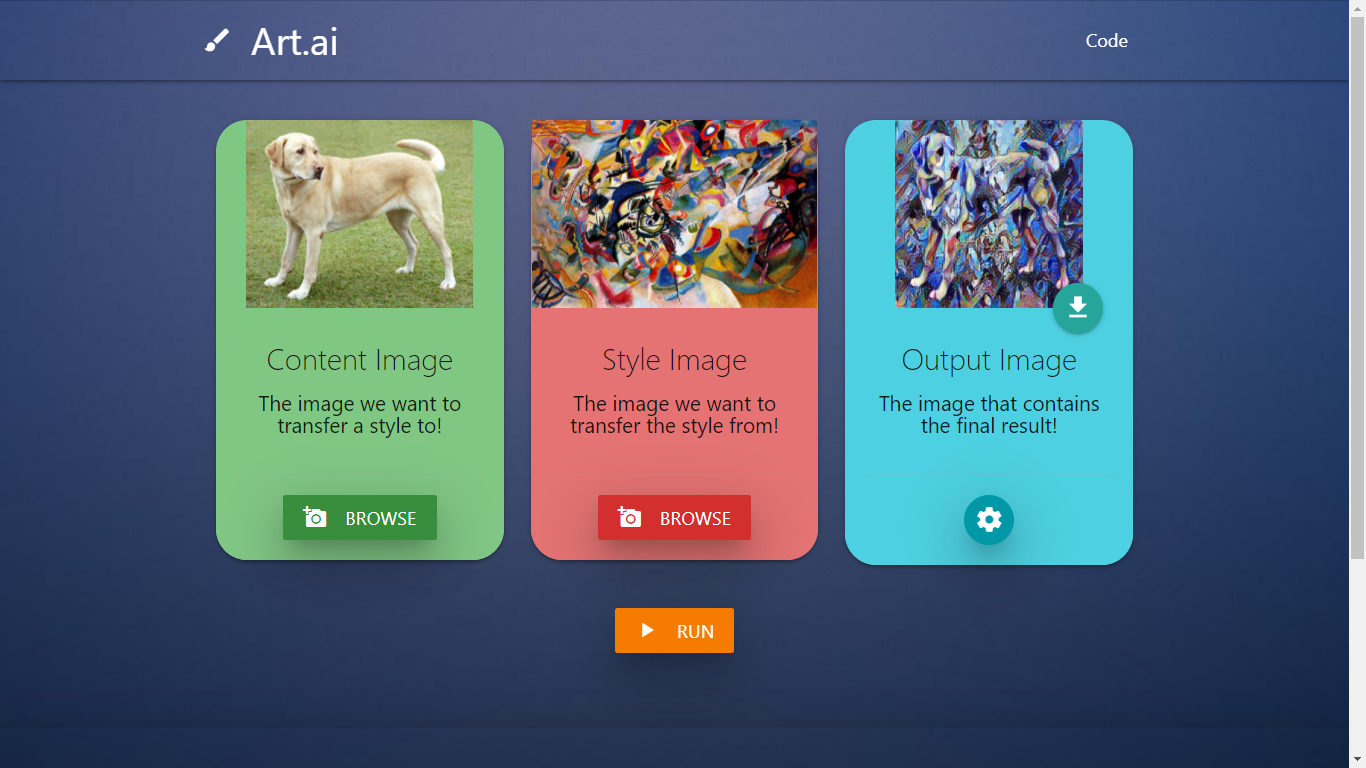 Art.ai
Code
Content Image
The image we want to
transfer a style to!
BROWSE
Style Image
The image we want to
transfer the style from!
BROWSE
Output Image
The image that contains
the final result!
RUN